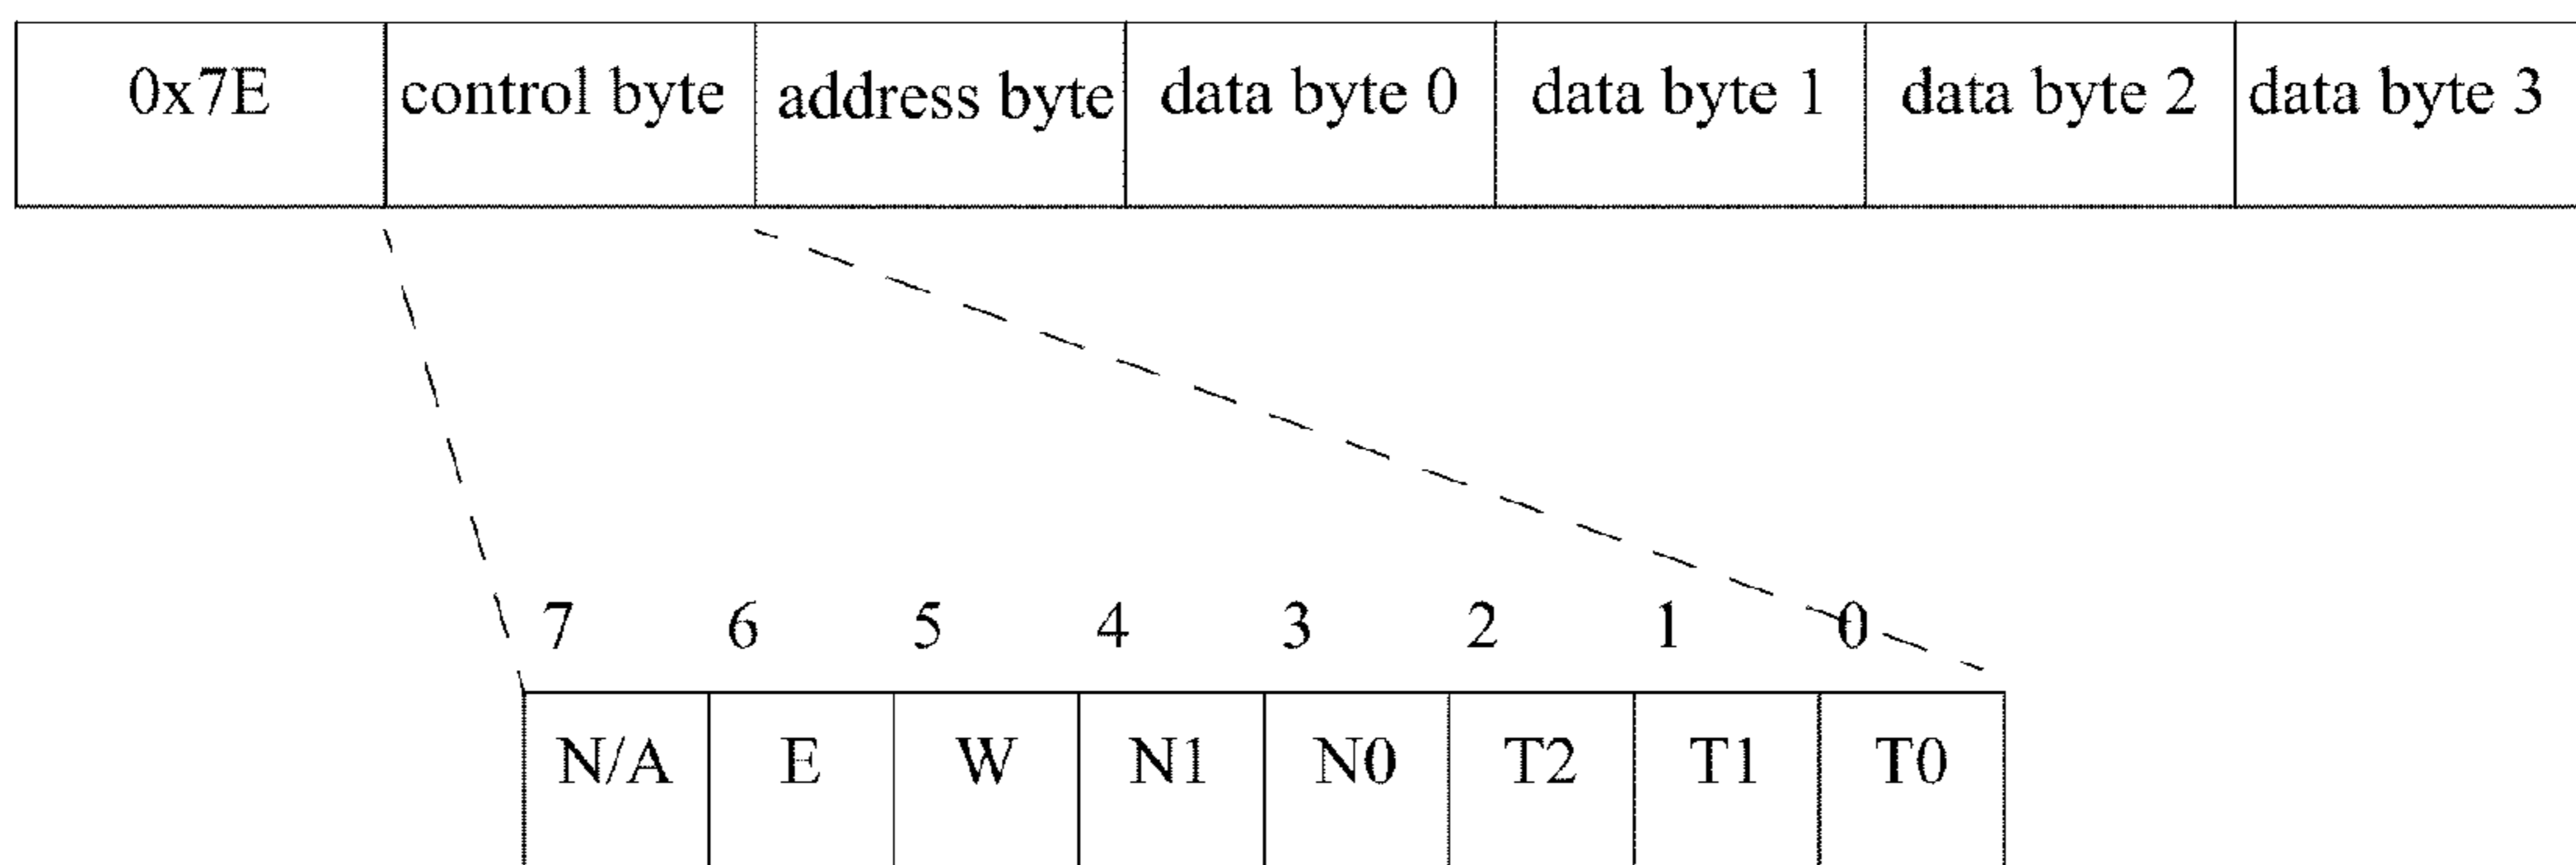 0x7E control byte address byte data byte 0 data byte 1 data byte 2 data byte 3
7 6 5 4 3 2 1 0
N/A E W N1 N0 T2 T1 T0